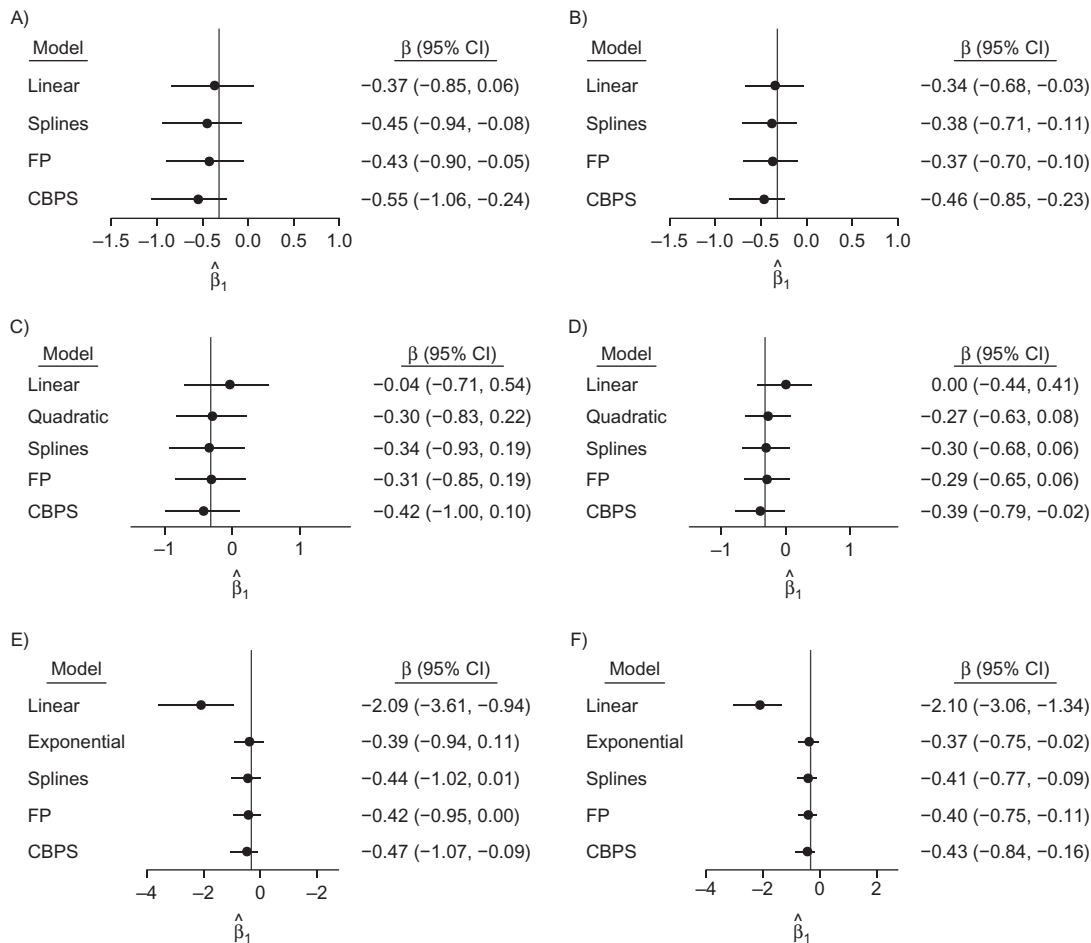 A)
Model β (95% CI)
Linear −0.37 (−0.85, 0.06)
Splines −0.45 (−0.94, −0.08)
FP −0.43 (−0.90, −0.05)
CBPS −0.55 (−1.06, −0.24)
−1.5 −1.0 −0.5 0.0 0.5 1.0
β̂1
B)
Model β (95% CI)
Linear −0.34 (−0.68, −0.03)
Splines −0.38 (−0.71, −0.11)
FP −0.37 (−0.70, −0.10)
CBPS −0.46 (−0.85, −0.23)
−1.5 −1.0 −0.5 0.0 0.5 1.0
β̂1
C)
Model β (95% CI)
Linear −0.04 (−0.71, 0.54)
Quadratic −0.30 (−0.83, 0.22)
Splines −0.34 (−0.93, 0.19)
FP −0.31 (−0.85, 0.19)
CBPS −0.42 (−1.00, 0.10)
−1 0 1
β̂1
D)
Model β (95% CI)
Linear 0.00 (−0.44, 0.41)
Quadratic −0.27 (−0.63, 0.08)
Splines −0.30 (−0.68, 0.06)
FP −0.29 (−0.65, 0.06)
CBPS −0.39 (−0.79, −0.02)
−1 0 1
β̂1
E)
Model β (95% CI)
Linear −2.09 (−3.61, −0.94)
Exponential −0.39 (−0.94, 0.11)
Splines −0.44 (−1.02, 0.01)
FP −0.42 (−0.95, 0.00)
CBPS −0.47 (−1.07, −0.09)
−4 −2 0 −2
β̂1
F)
Model β (95% CI)
Linear −2.10 (−3.06, −1.34)
Exponential −0.37 (−0.75, −0.02)
Splines −0.41 (−0.77, −0.09)
FP −0.40 (−0.75, −0.11)
CBPS −0.43 (−0.84, −0.16)
−4 −2 0 2
β̂1